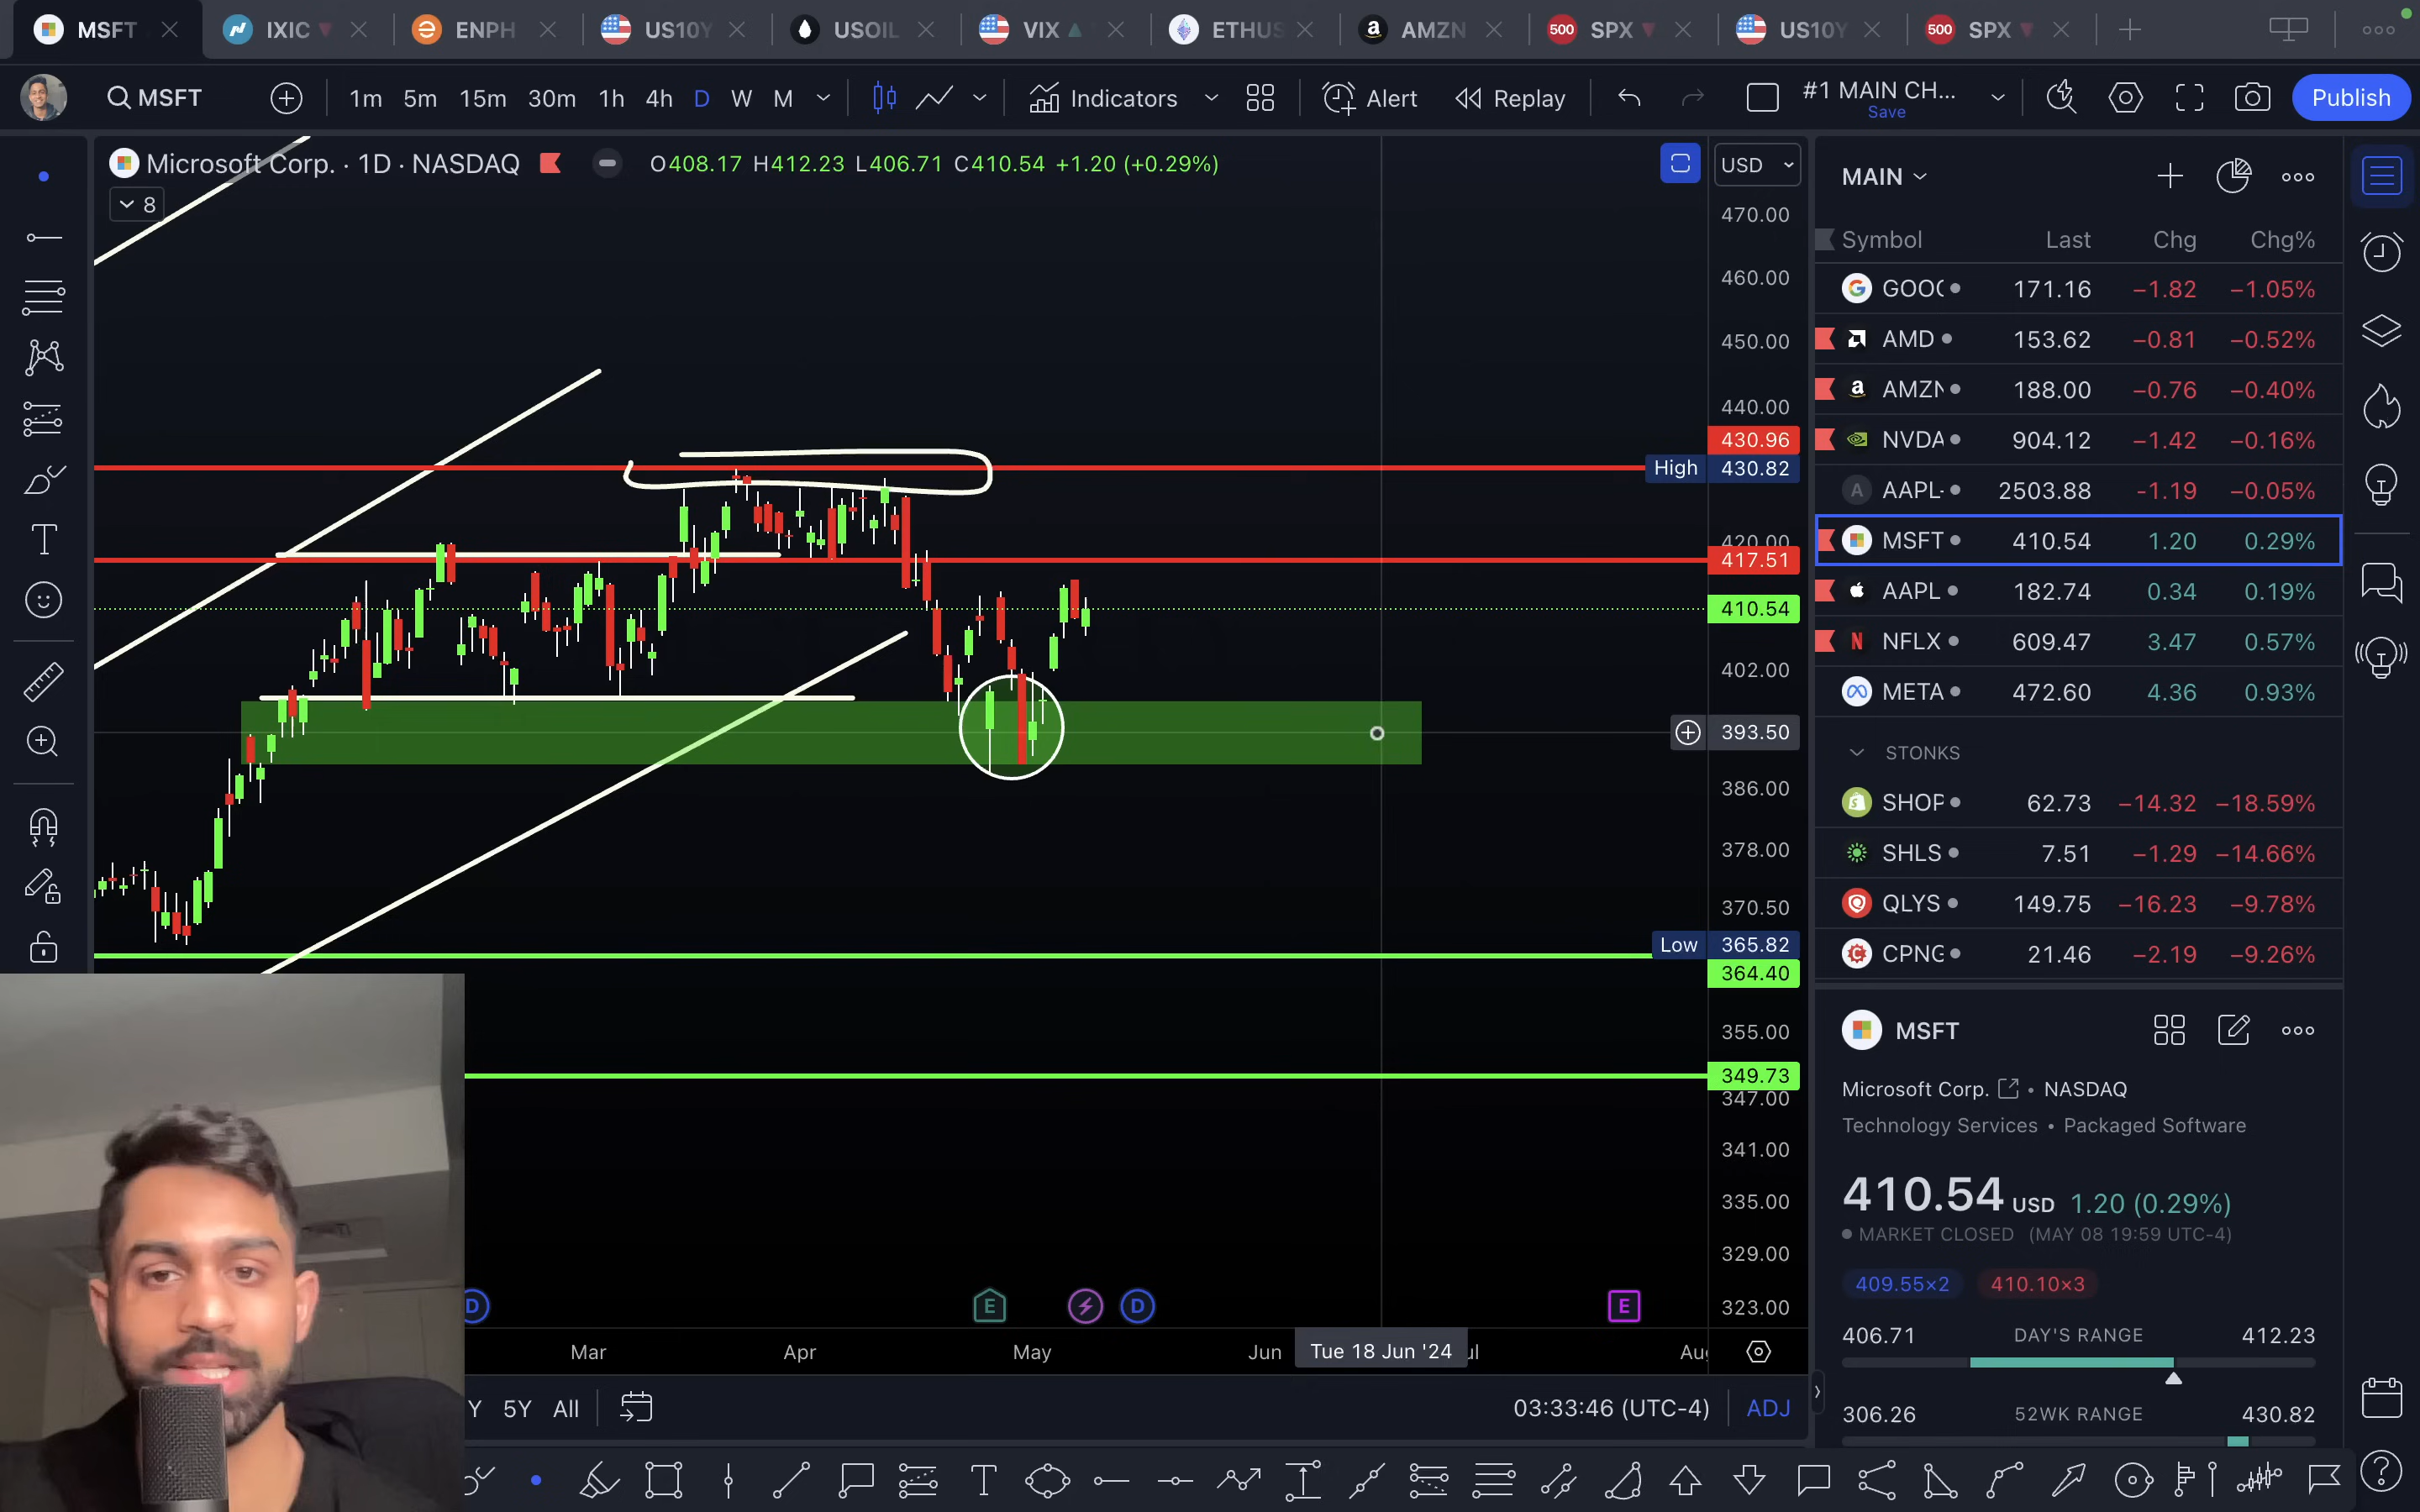 MSFT IXIC ENPH US10Y USOIL VIX ETHUS AMZN 500 SPX US10Y 500 SPX
MSFT 1m 5m 15m 30m 1h 4h D W M Indicators Alert Replay #1 MAIN CH... Publish
Save
Microsoft Corp. · 1D · NASDAQ O408.17 H412.23 L406.71 C410.54 +1.20 (+0.29%) USD
8
470.00
460.00
450.00
440.00
430.96
High 430.82
420.00
417.51
410.54
402.00
393.50
386.00
378.00
370.50
Low 365.82
364.40
355.00
349.73
347.00
341.00
335.00
329.00
323.00
D E D E
Mar Apr May Jun Tue 18 Jun '24
Y 5Y All 03:33:46 (UTC-4) ADJ
MAIN
Symbol Last Chg Chg%
GOO 171.16 −1.82 −1.05%
AMD 153.62 −0.81 −0.52%
AMZN 188.00 −0.76 −0.40%
NVDA 904.12 −1.42 −0.16%
A AAPL- 2503.88 -1.19 −0.05%
MSFT 410.54 1.20 0.29%
AAPL 182.74 0.34 0.19%
N NFLX 609.47 3.47 0.57%
META 472.60 4.36 0.93%
STONKS
SHOP 62.73 −14.32 −18.59%
SHLS 7.51 −1.29 −14.66%
QLYS 149.75 −16.23 −9.78%
CPNG 21.46 −2.19 −9.26%
MSFT
Microsoft Corp. • NASDAQ
Technology Services • Packaged Software
410.54 USD 1.20 (0.29%)
MARKET CLOSED (MAY 08 19:59 UTC-4)
409.55×2 410.10×3
406.71 DAY'S RANGE 412.23
306.26 52WK RANGE 430.82